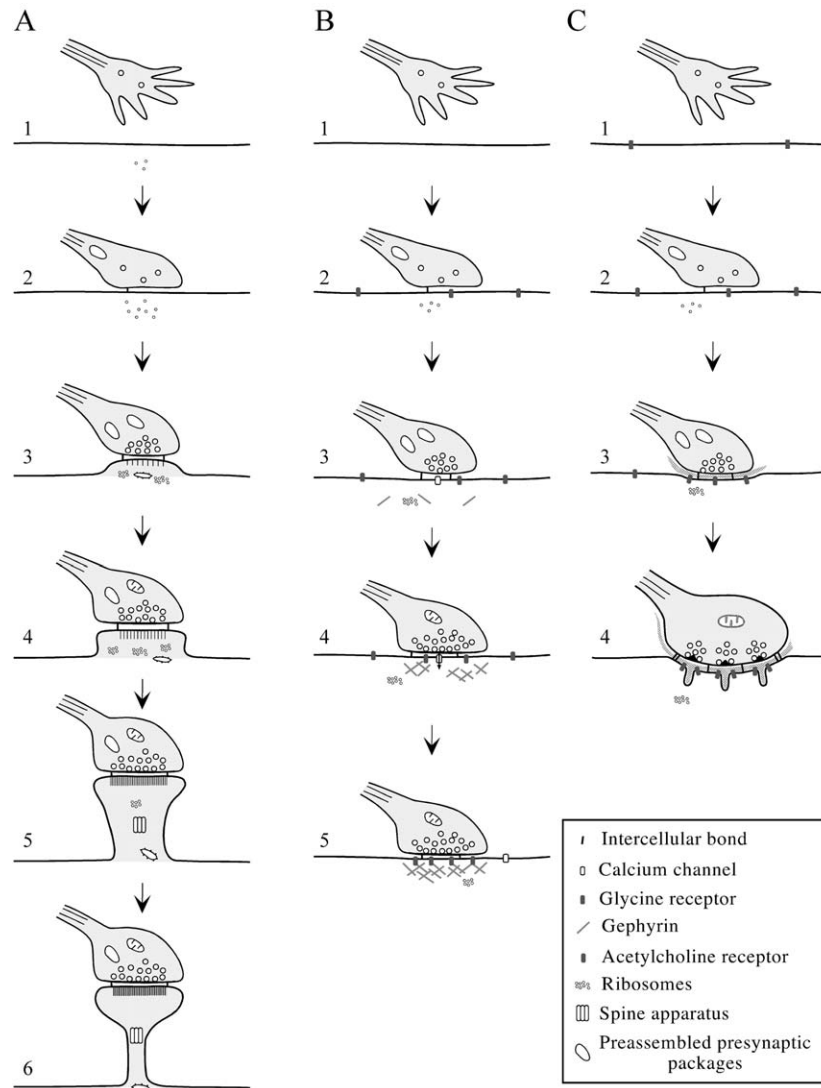 A
B
C
1
1
1
2
2
2
3
3
3
4
4
4
5
5
6
Intercellular bond
Calcium channel
Glycine receptor
Gephyrin
Acetylcholine receptor
Ribosomes
Spine apparatus
Preassembled presynaptic
packages